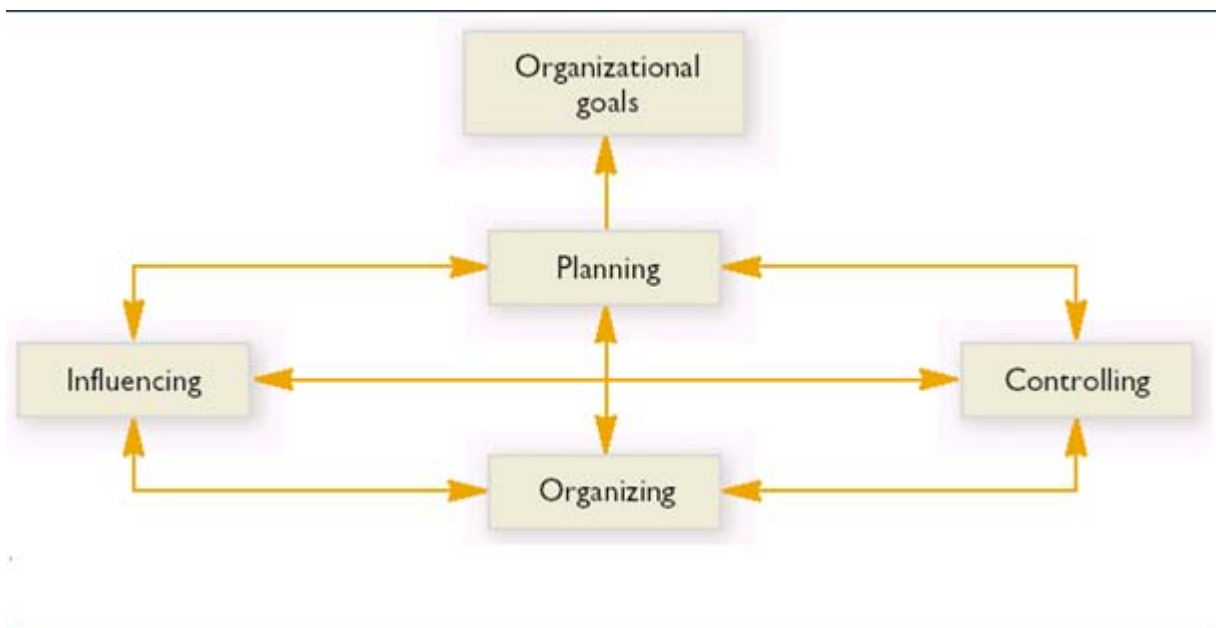 Organizational
goals
Planning
Influencing
Controlling
Organizing